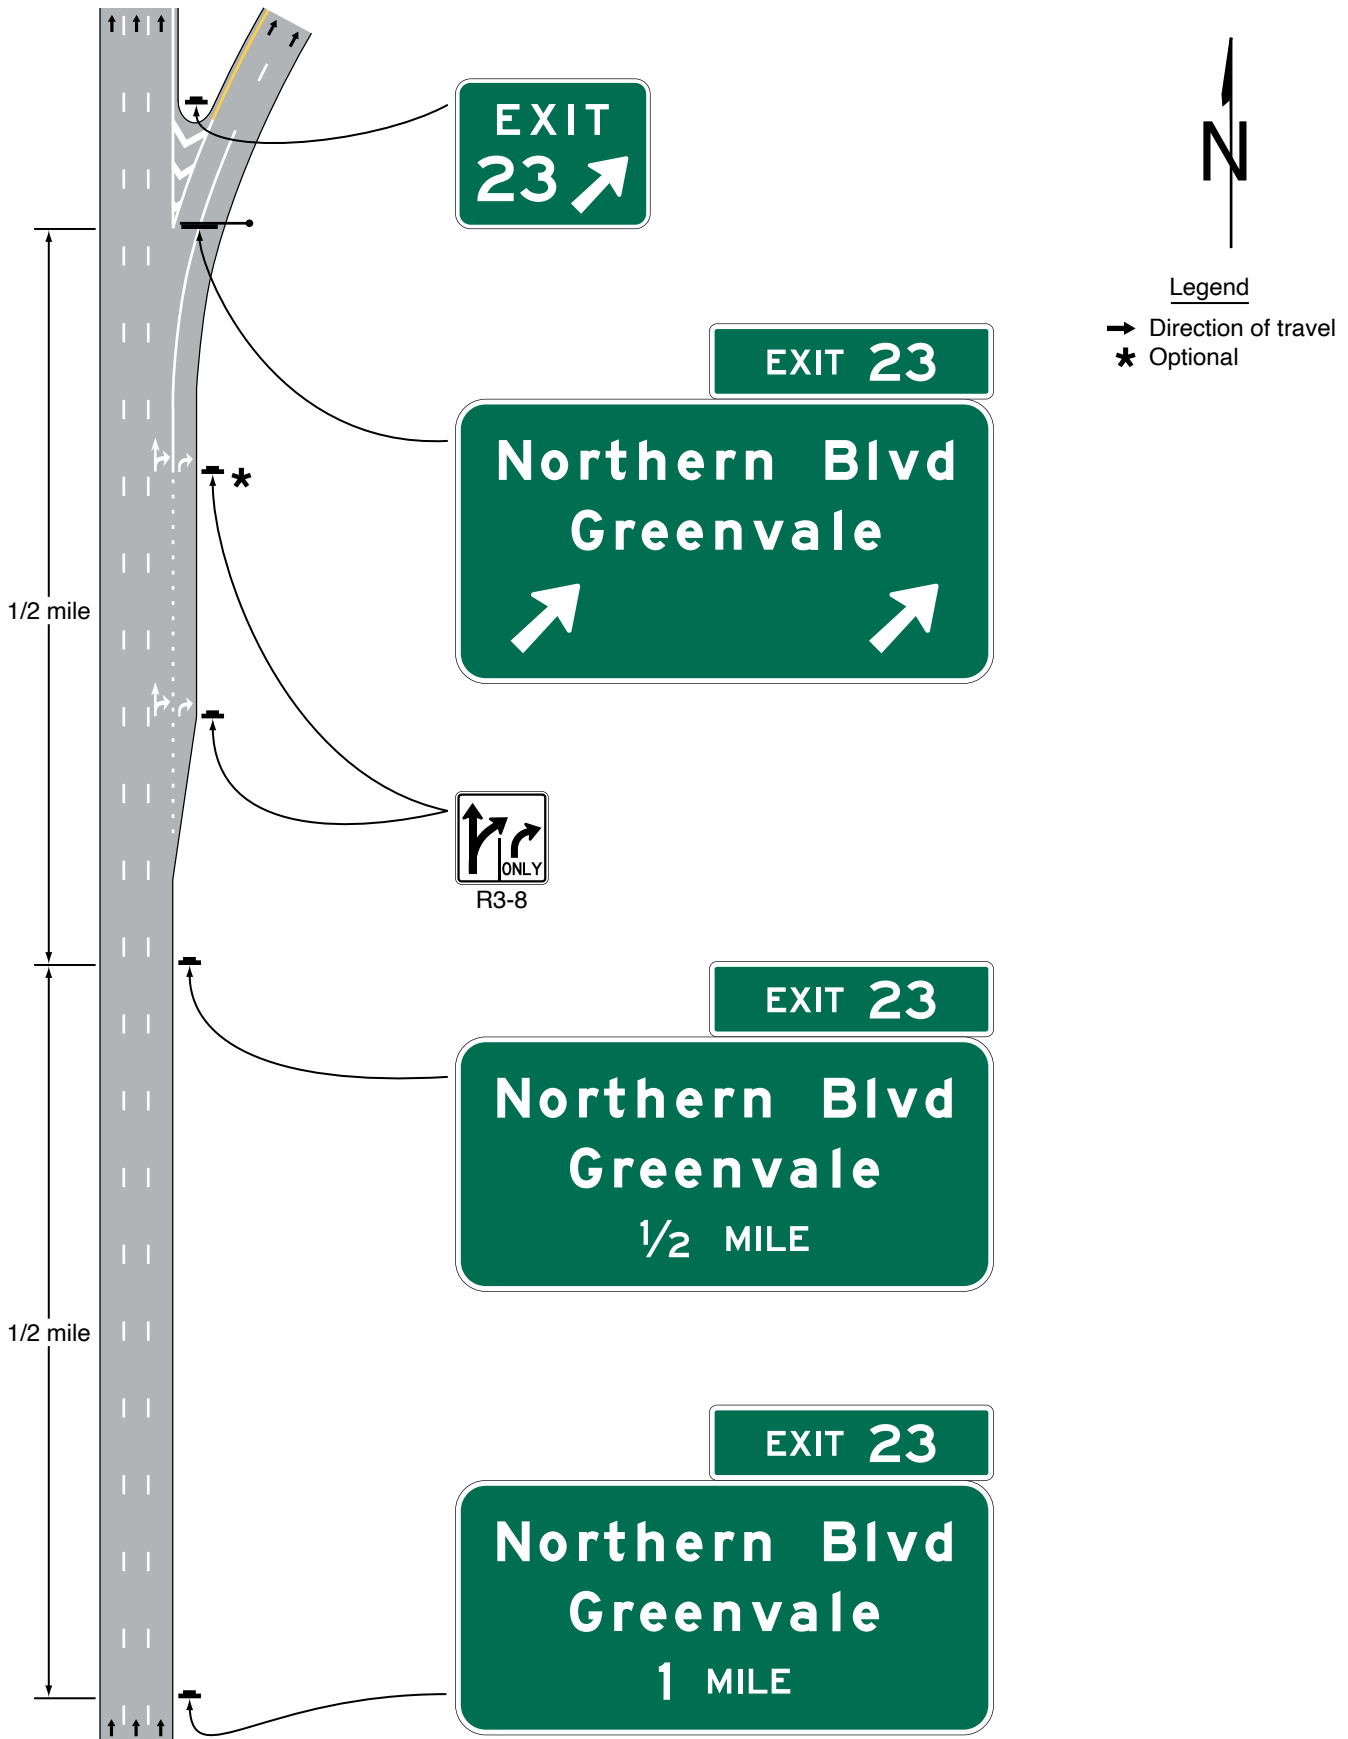 EXIT
23
N
Legend
Direction of travel
* Optional
EXIT 23
Northern Blvd
Greenvale
*
1/2 mile
ONLY
R3-8
EXIT 23
Northern Blvd
Greenvale
1/2 MILE
1/2 mile
EXIT 23
Northern Blvd
Greenvale
1 MILE